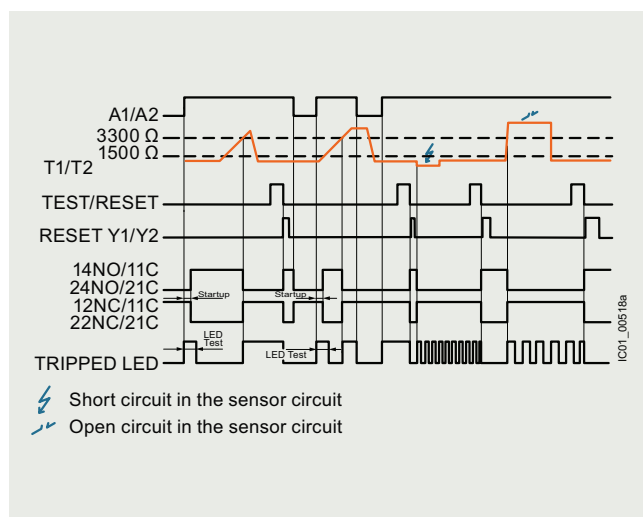 A1/A2
3300 Ω
1500 Ω
T1/T2
TEST/RESET
RESET Y1/Y2
14NO/11C
24NO/21C
Startup
Startup
12NC/11C
22NC/21C
LED
Test
LED Test
TRIPPED LED
IC01_00518a
Short circuit in the sensor circuit
Open circuit in the sensor circuit